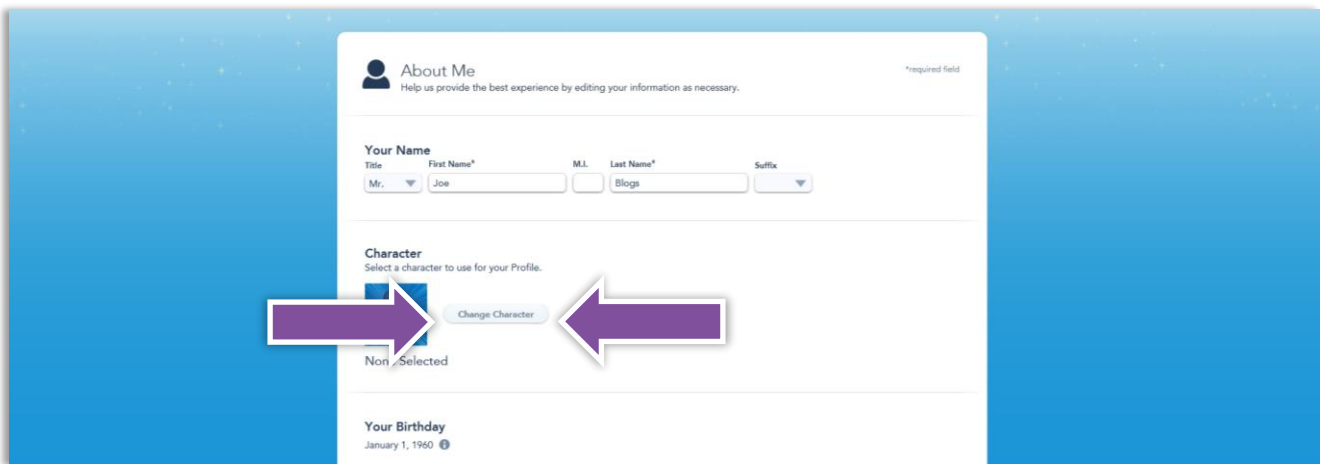 About Me
*required field
Help us provide the best experience by editing your information as necessary.
Your Name
Title First Name* M.I. Last Name* Suffix
Mr. Joe Blogs
Character
Select a character to use for your Profile.
Change Character
Selected
Your Birthday
January 1, 1960